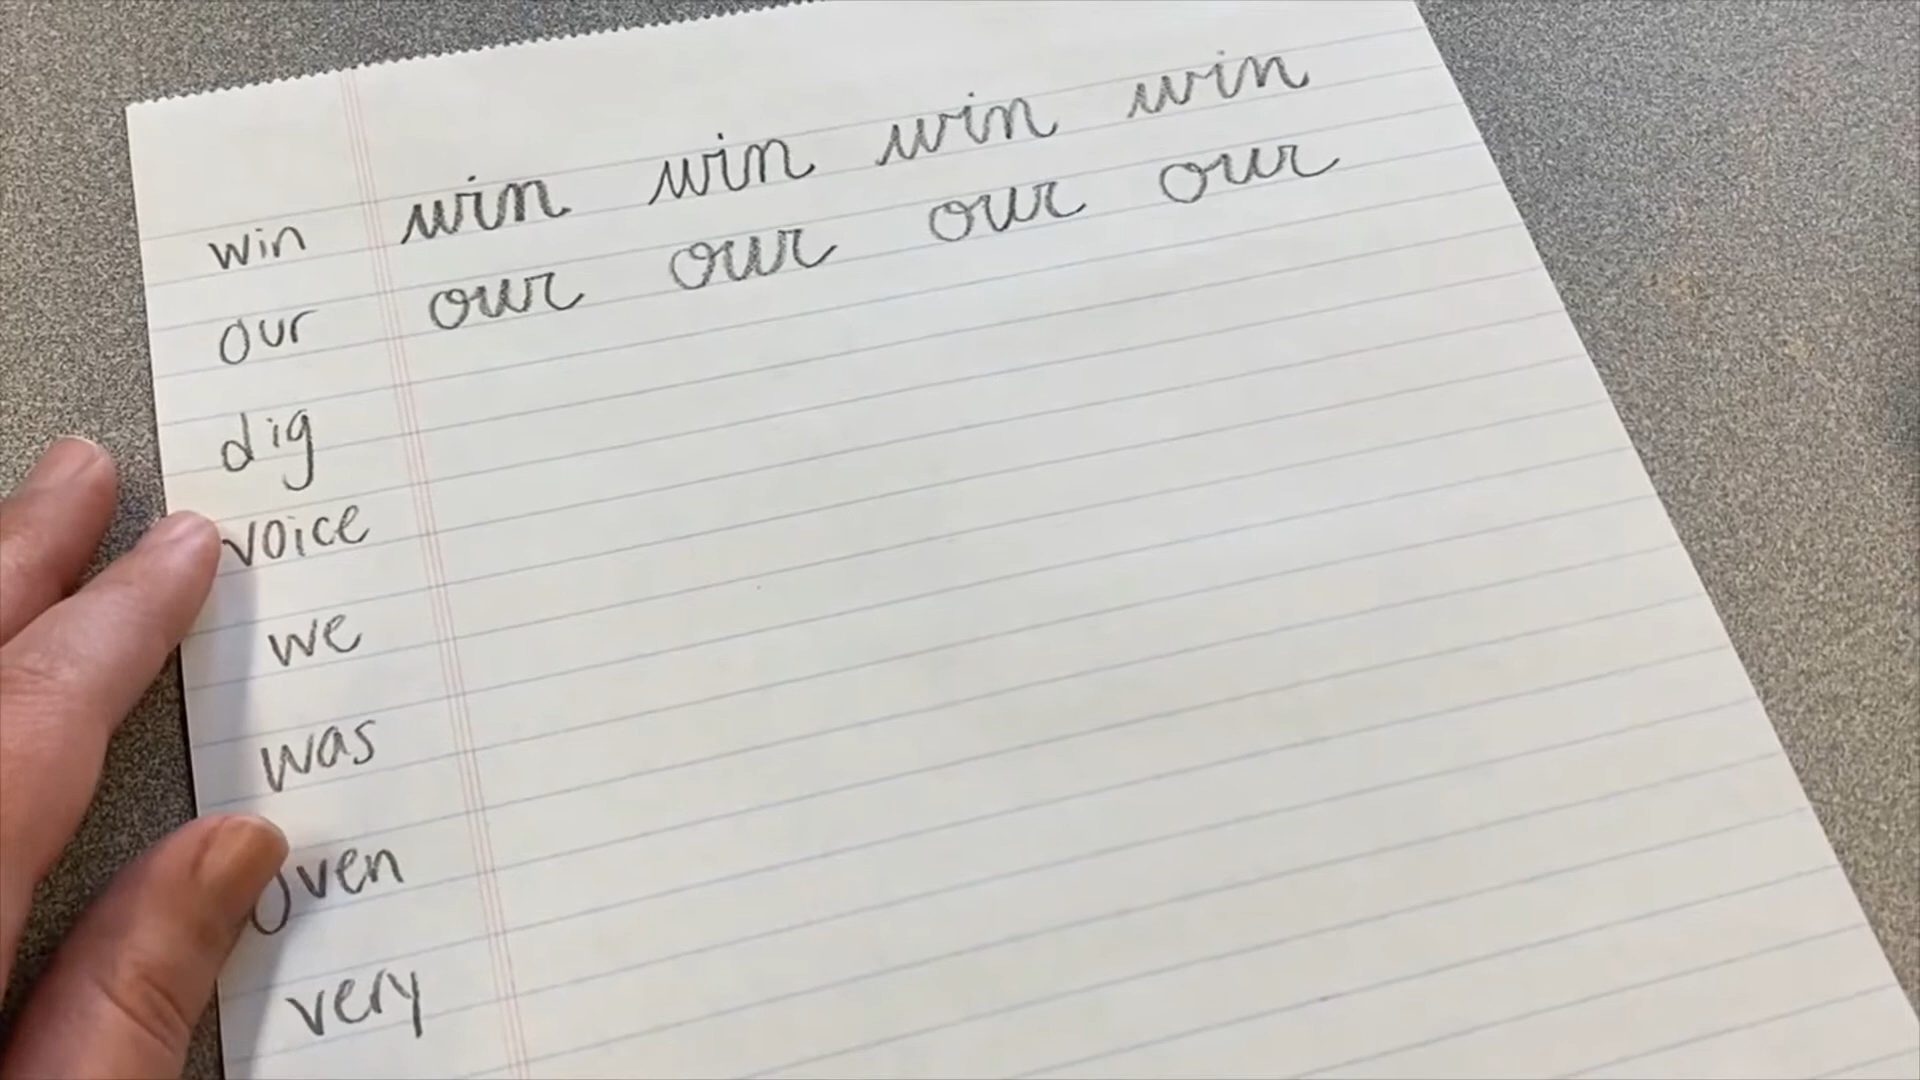 win win win win win
our our our our our
dig
voice
we
was
oven
very